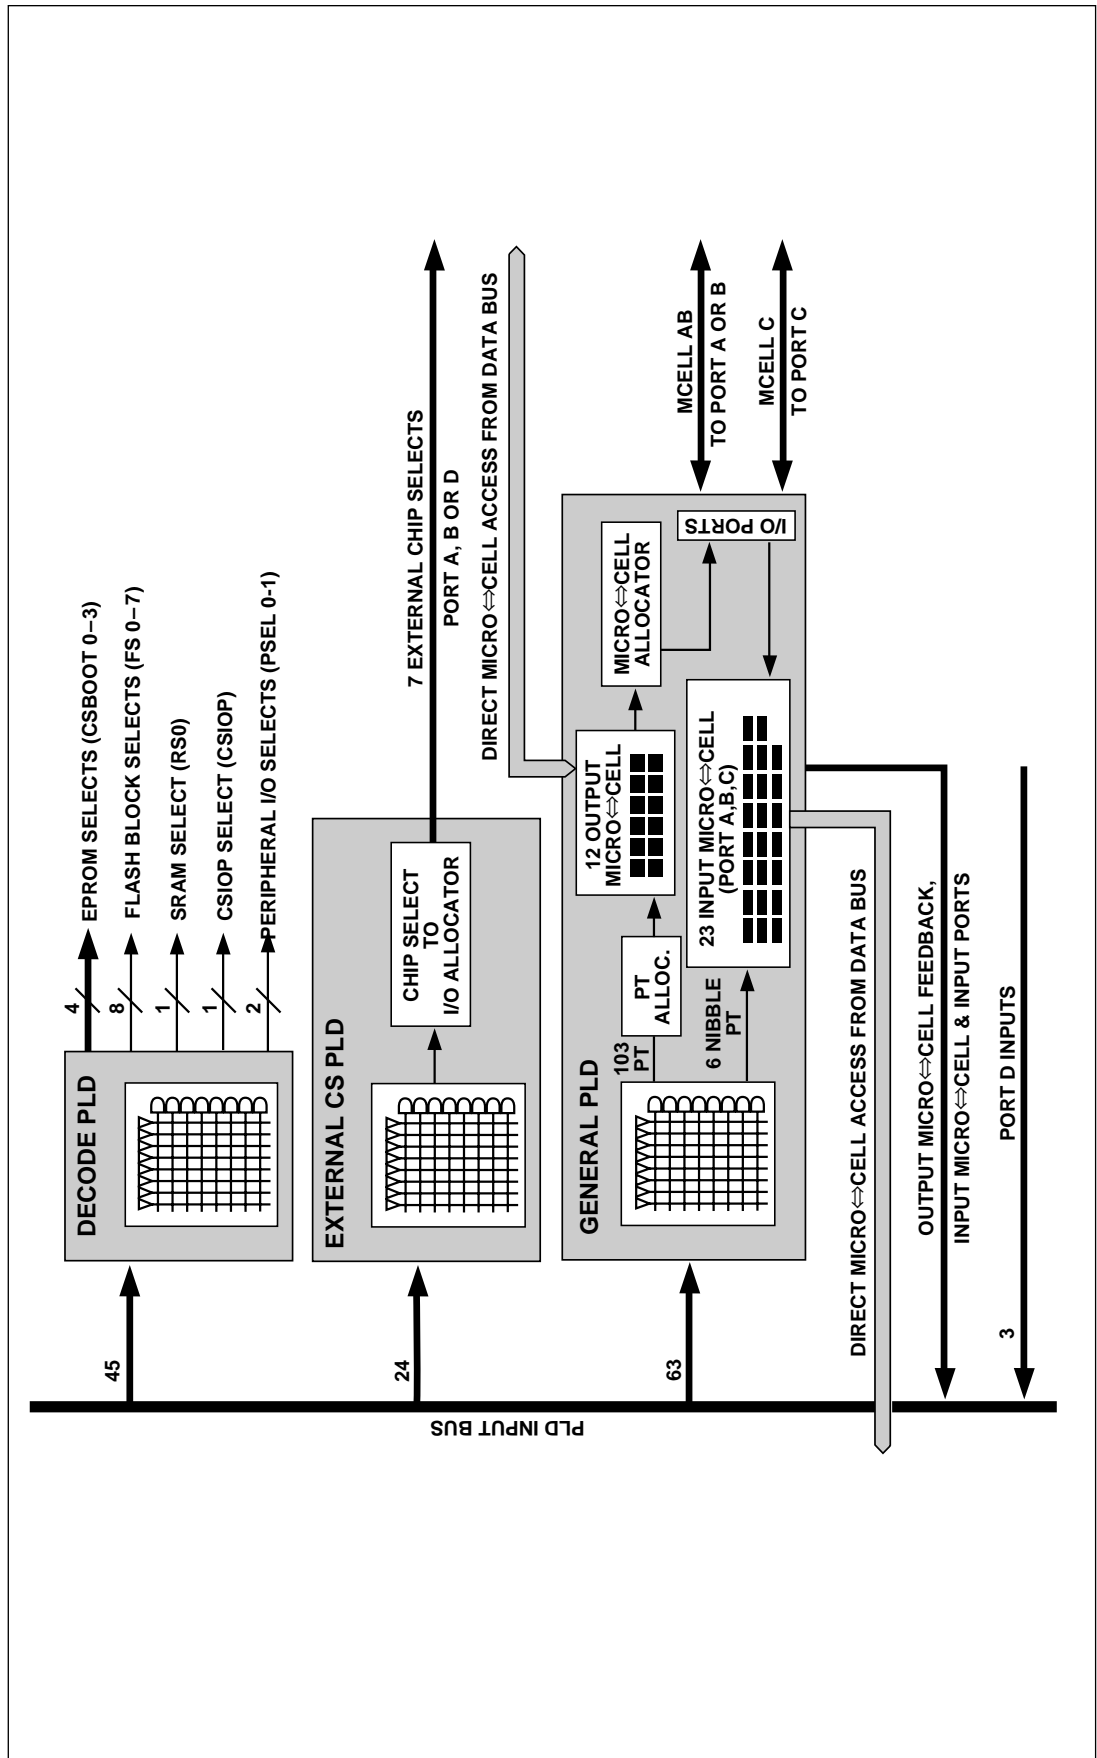 PLD INPUT BUS
45
DECODE PLD
4
EPROM SELECTS (CSBOOT 0–3)
8
FLASH BLOCK SELECTS (FS 0–7)
1
SRAM SELECT (RS0)
1
CSIOP SELECT (CSIOP)
2
PERIPHERAL I/O SELECTS (PSEL 0-1)
24
EXTERNAL CS PLD
CHIP SELECT
TO
I/O ALLOCATOR
7 EXTERNAL CHIP SELECTS
PORT A, B OR D
DIRECT MICRO⇔CELL ACCESS FROM DATA BUS
63
GENERAL PLD
103
PT
PT
ALLOC.
12 OUTPUT
MICRO⇔CELL
MICRO⇔CELL
ALLOCATOR
I/O PORTS
6 NIBBLE
PT
23 INPUT MICRO⇔CELL
(PORT A,B,C)
MCELL AB
TO PORT A OR B
MCELL C
TO PORT C
DIRECT MICRO⇔CELL ACCESS FROM DATA BUS
OUTPUT MICRO⇔CELL FEEDBACK,
INPUT MICRO⇔CELL & INPUT PORTS
3
PORT D INPUTS